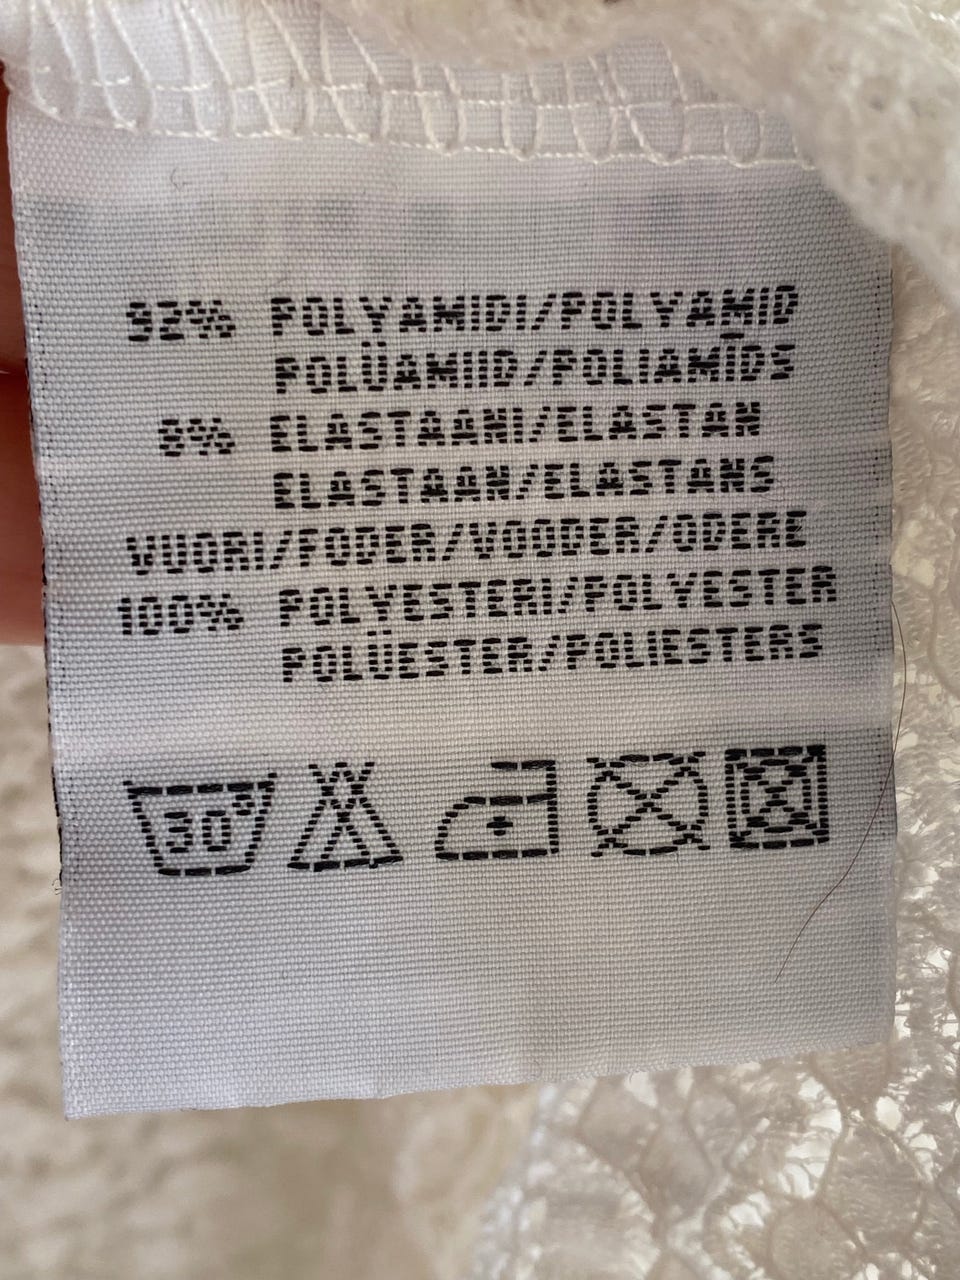 92% POLYAMIDI/POLYAMID
POLÜAMIID/POLIAMĪDS
8% ELASTAANI/ELASTAN
ELASTAAN/ELASTANS
VUORI/FODER/VOODER/ODERE
100% POLYESTERI/POLYESTER
POLÜESTER/POLIESTERS
30°